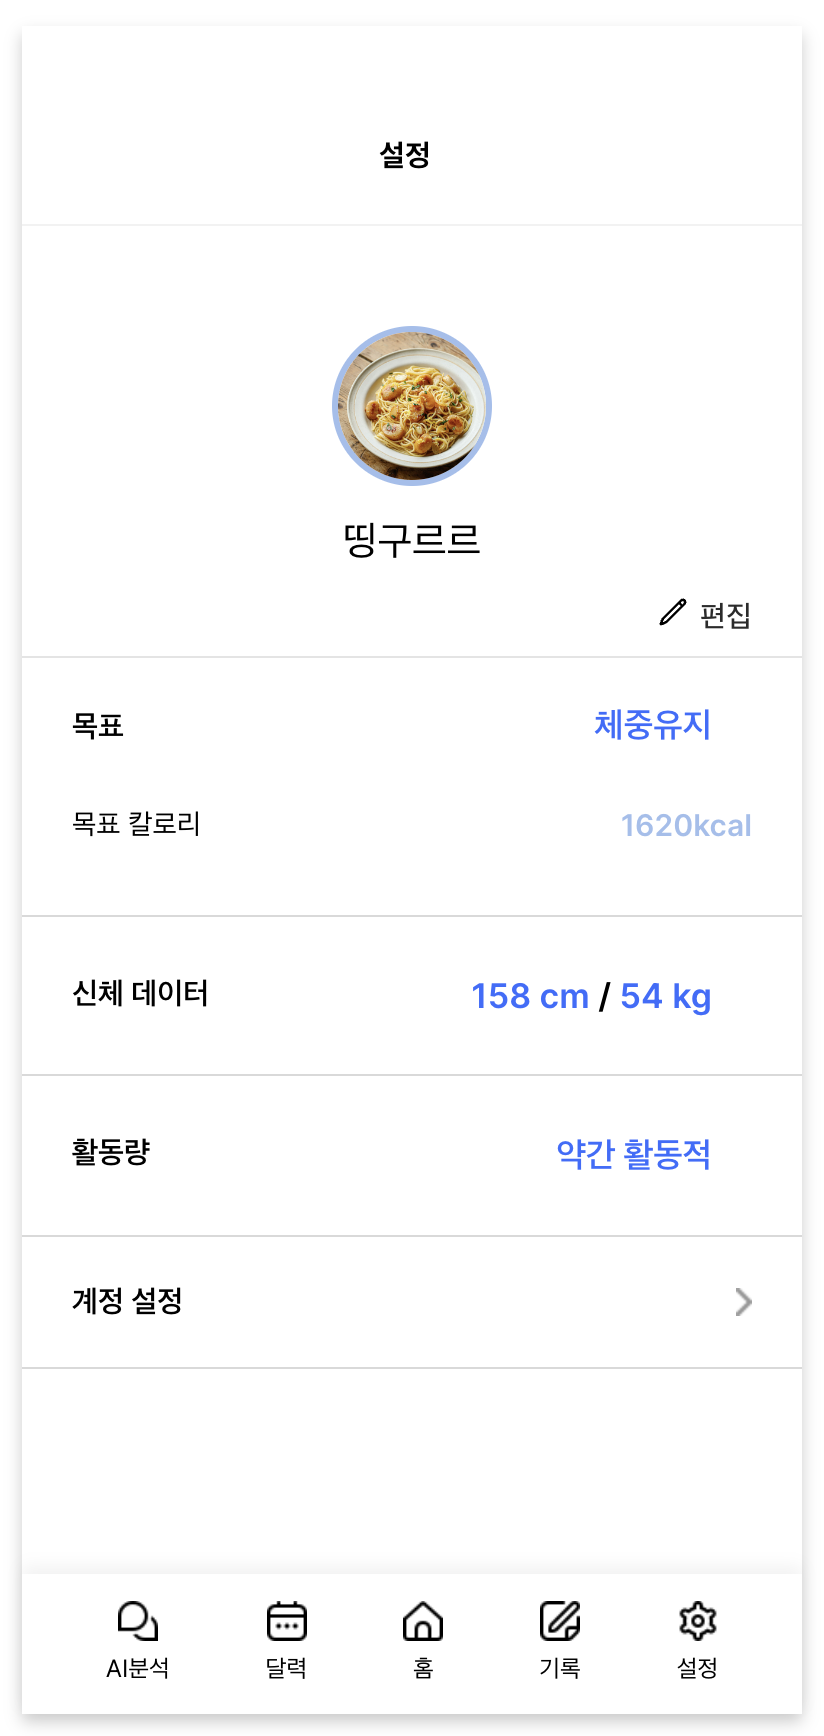 설정
띵구르르
편집
목표 체중유지
목표 칼로리 1620kcal
신체 데이터 158 cm / 54 kg
활동량 약간 활동적
계정 설정
AI분석 달력 홈 기록 설정